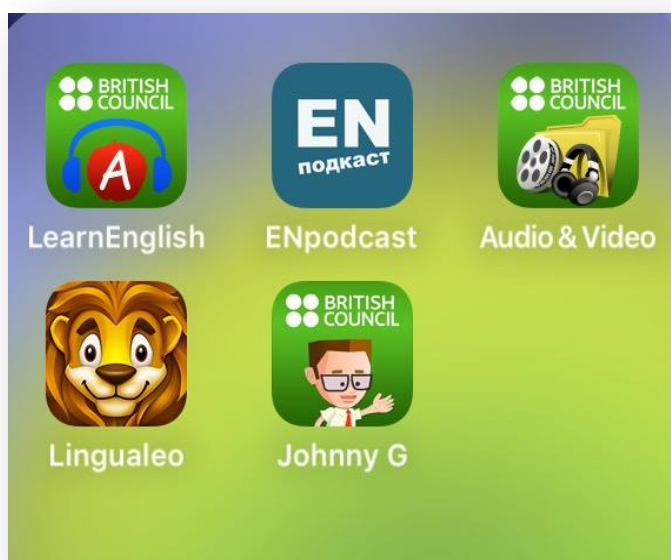 BRITISH
COUNCIL
A
LearnEnglish
EN
подкаст
ENpodcast
BRITISH
COUNCIL
Audio & Video
Lingualeo
BRITISH
COUNCIL
Johnny G